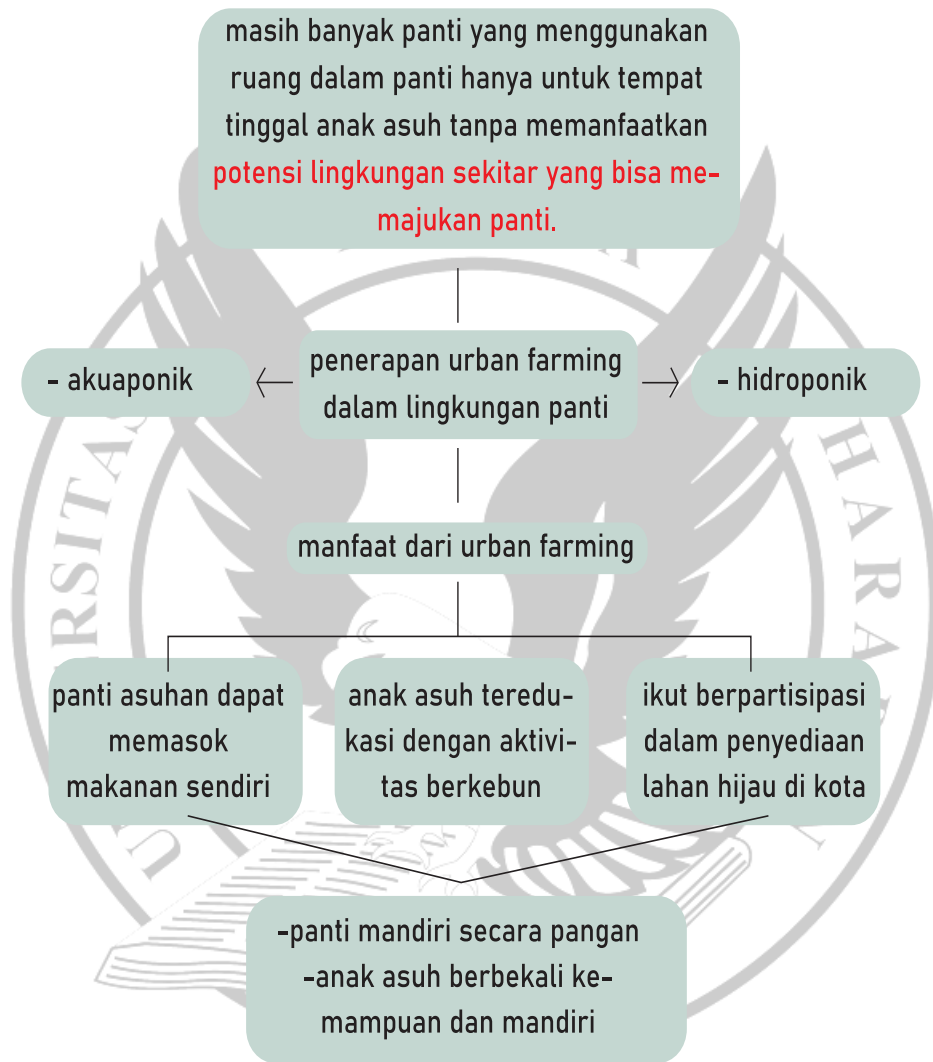 masih banyak panti yang menggunakan
ruang dalam panti hanya untuk tempat
tinggal anak asuh tanpa memanfaatkan
potensi lingkungan sekitar yang bisa me-
majukan panti.
- akuaponik
penerapan urban farming
dalam lingkungan panti
- hidroponik
manfaat dari urban farming
panti asuhan dapat
memasok
makanan sendiri
anak asuh teredu-
kasi dengan aktivi-
tas berkebun
ikut berpartisipasi
dalam penyediaan
lahan hijau di kota
-panti mandiri secara pangan
-anak asuh berbekali ke-
mampuan dan mandiri